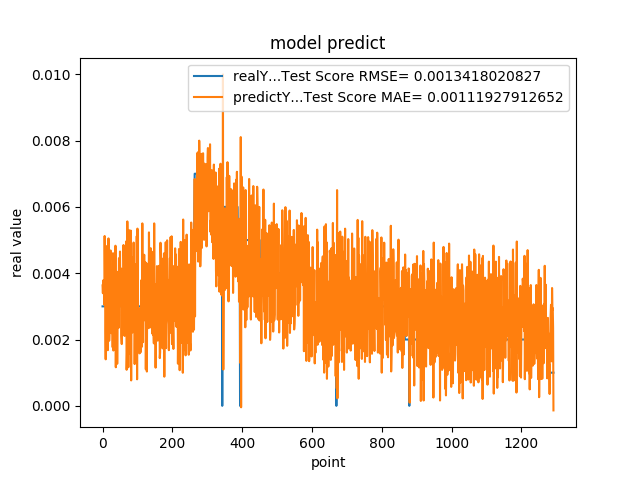 model predict
realY...Test Score RMSE= 0.0013418020827
predictY...Test Score MAE= 0.00111927912652
0.010
0.008
0.006
0.004
0.002
0.000
real value
0 200 400 600 800 1000 1200
point